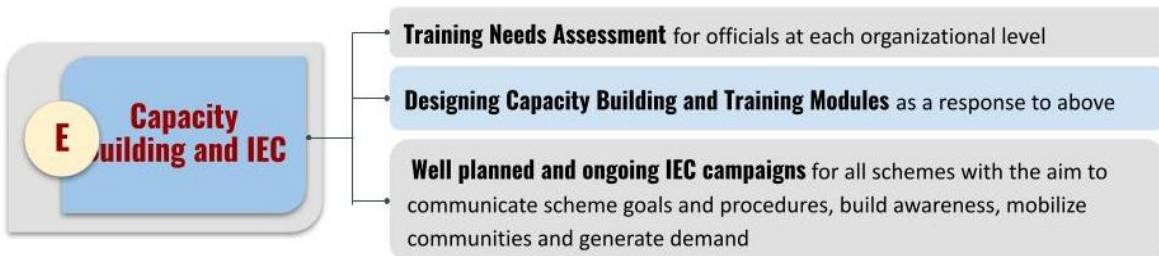 E
Capacity
uilding and IEC
Training Needs Assessment for officials at each organizational level
Designing Capacity Building and Training Modules as a response to above
Well planned and ongoing IEC campaigns for all schemes with the aim to
communicate scheme goals and procedures, build awareness, mobilize
communities and generate demand